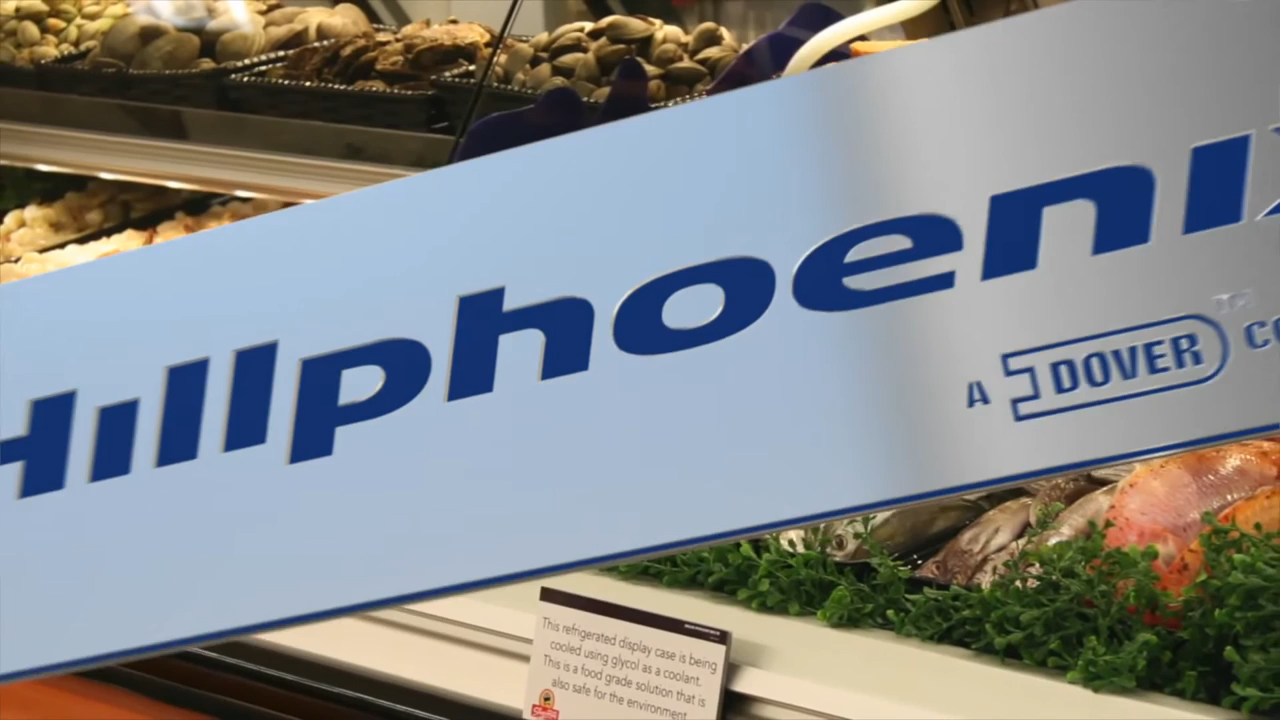 Hillphoenix
A DOVER CO
TM
This refrigerated display case is being
cooled using glycol as a coolant.
This is a food grade solution that is
also safe for the environment